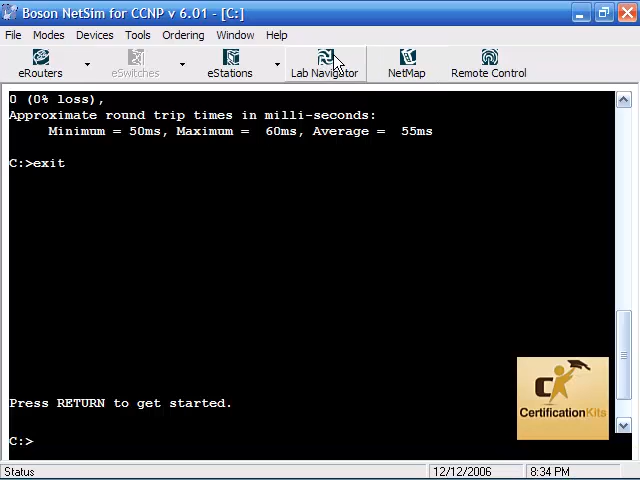 Boson NetSim for CCNP v 6.01 - [C:]
File Modes Devices Tools Ordering Window Help
eRouters eSwitches eStations Lab Navigator NetMap Remote Control
0 (0% loss),
Approximate round trip times in milli-seconds:
Minimum = 50ms, Maximum = 60ms, Average = 55ms
C:>exit
Press RETURN to get started.
C:>
CK
CertificationKits
Status 12/12/2006 8:34 PM